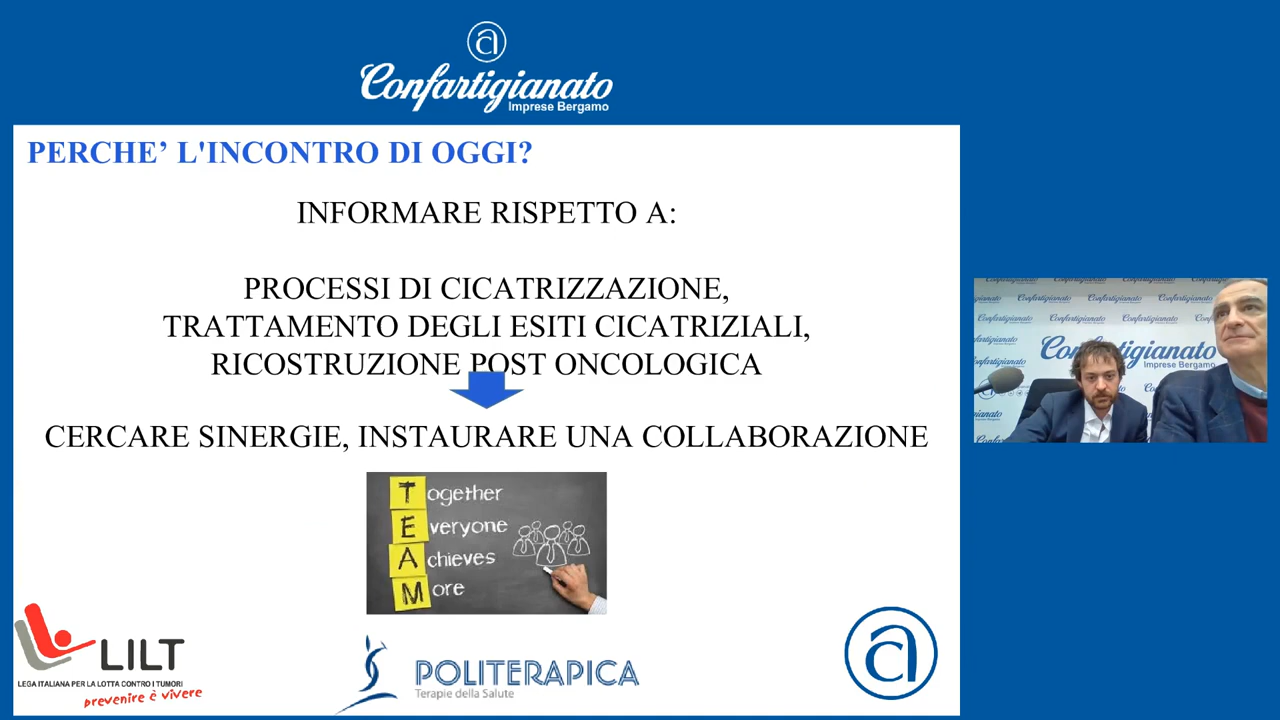 Confartigianato
Imprese Bergamo
PERCHE’ L'INCONTRO DI OGGI?
INFORMARE RISPETTO A:
PROCESSI DI CICATRIZZAZIONE,
TRATTAMENTO DEGLI ESITI CICATRIZIALI,
RICOSTRUZIONE POST ONCOLOGICA
CERCARE SINERGIE, INSTAURARE UNA COLLABORAZIONE
Together
Everyone
Achieves
More
LILT
LEGA ITALIANA PER LA LOTTA CONTRO I TUMORI
prevenire è vivere
POLITERAPICA
Terapie della Salute
a
Confartigianato
Imprese Bergamo